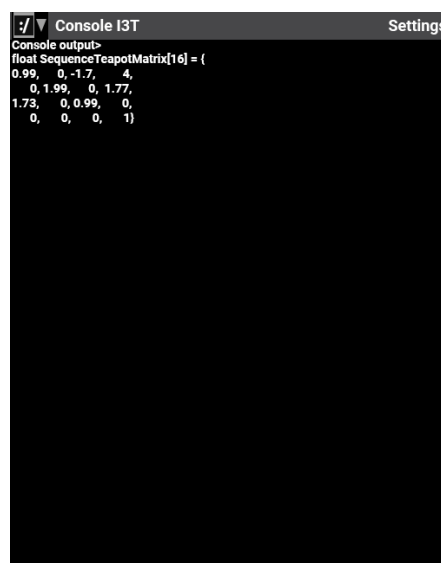 :/ Console I3T Settings
Console output>
float SequenceTeapotMatrix[16] = {
0.99, 0, -1.7, 4,
0, 1.99, 0, 1.77,
1.73, 0, 0.99, 0,
0, 0, 0, 1}